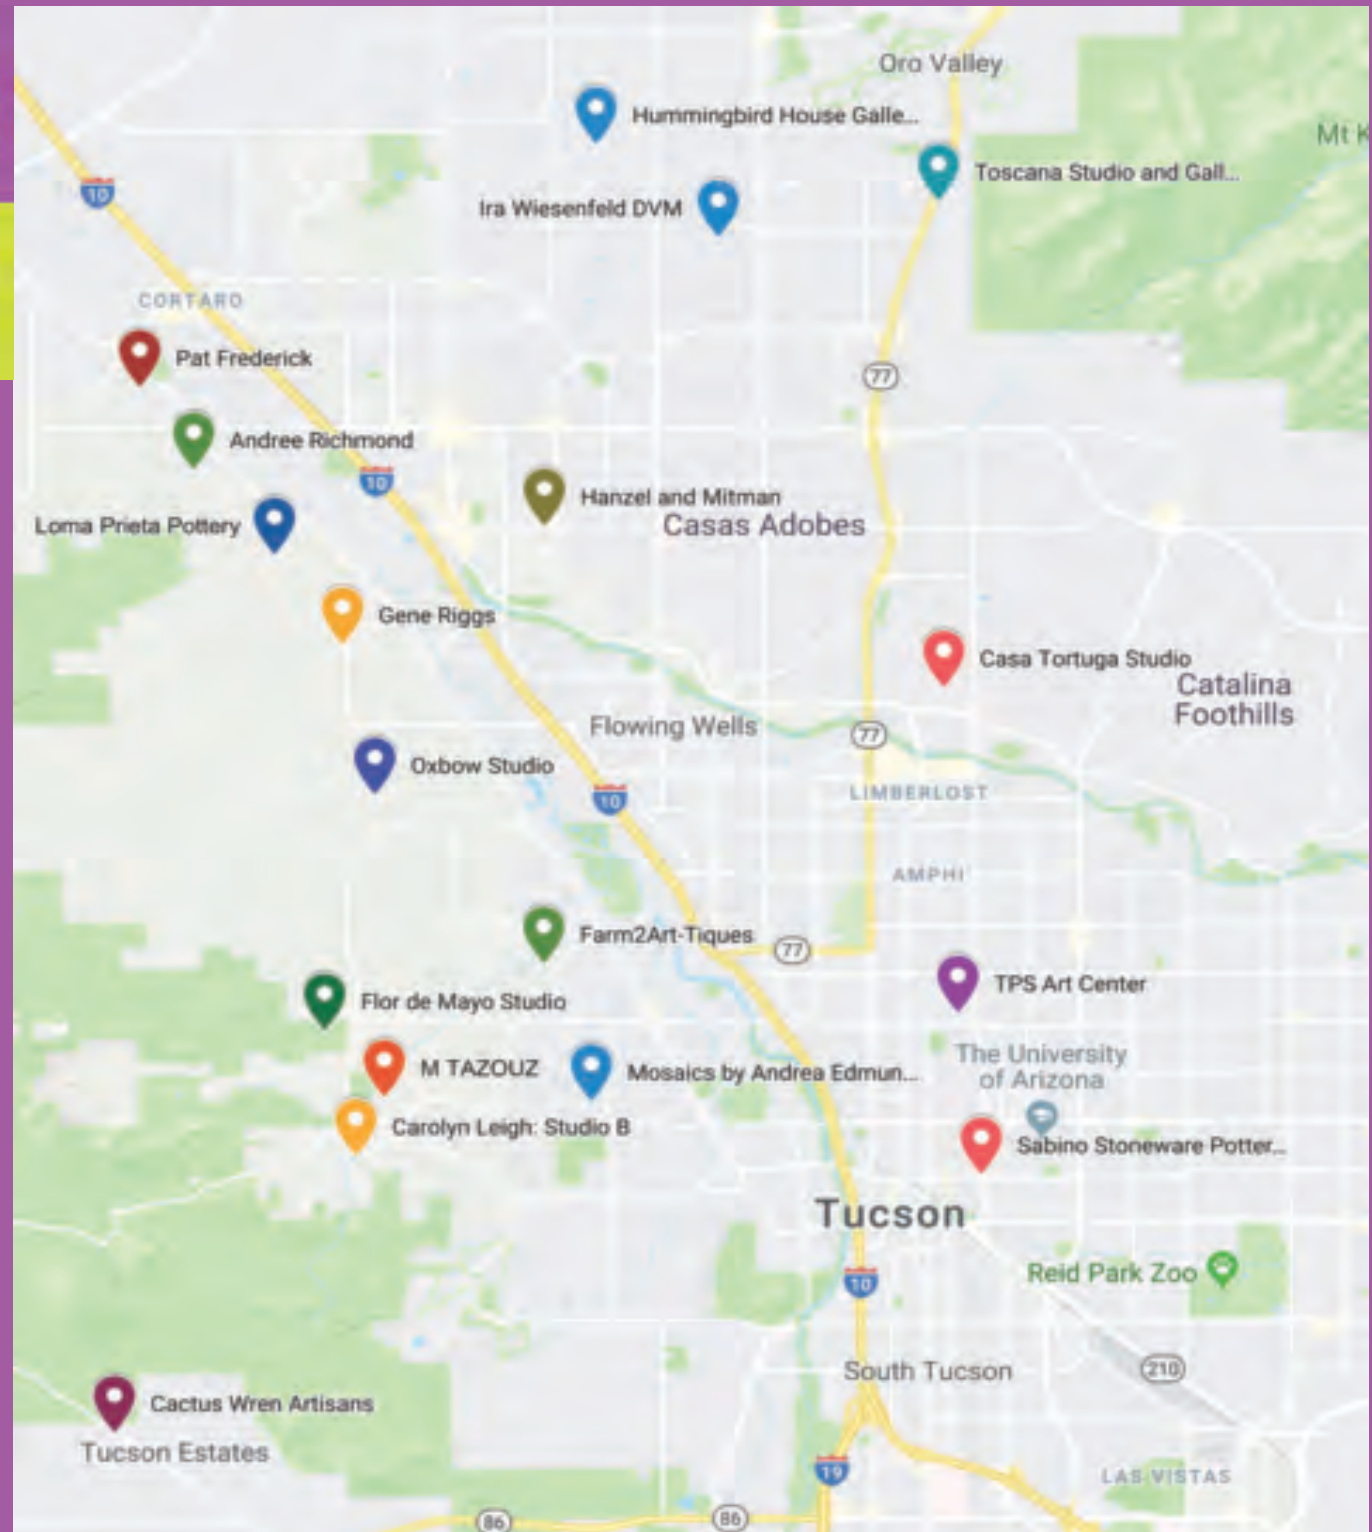 Oro Valley
Hummingbird House Galle...
Mt K
Toscana Studio and Gall...
10
Ira Wiesenfeld DVM
CORTARO
Pat Frederick
77
Andree Richmond
10
Hanzel and Mitman
Loma Prieta Pottery
Casas Adobes
Gene Riggs
Casa Tortuga Studio
Catalina
Foothills
Flowing Wells
77
Oxbow Studio
10
LIMBERLOST
AMPHI
Farm2Art-Tiques
77
TPS Art Center
Flor de Mayo Studio
The University
of Arizona
M TAZOUZ
Mosaics by Andrea Edmun...
Carolyn Leigh: Studio B
Sabino Stoneware Potter...
Tucson
Reid Park Zoo
10
South Tucson
210
Cactus Wren Artisans
Tucson Estates
19
LAS VISTAS
86
86